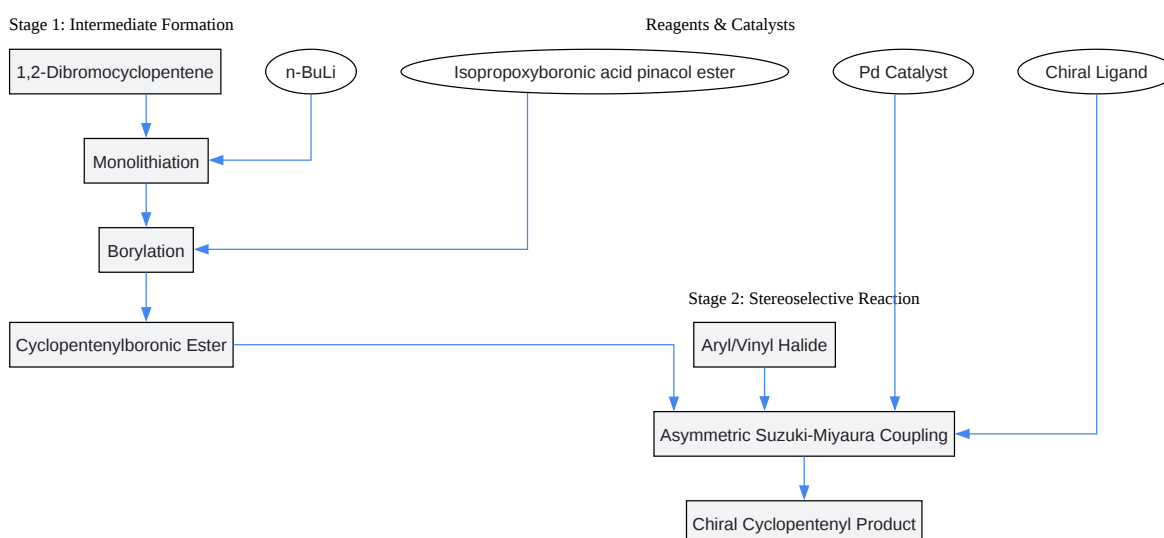 Stage 1: Intermediate Formation
Reagents & Catalysts
1,2-Dibromocyclopentene
n-BuLi
Isopropoxyboronic acid pinacol ester
Pd Catalyst
Chiral Ligand
Monolithiation
Borylation
Stage 2: Stereoselective Reaction
Cyclopentenylboronic Ester
Aryl/Vinyl Halide
Asymmetric Suzuki-Miyaura Coupling
Chiral Cyclopentenyl Product